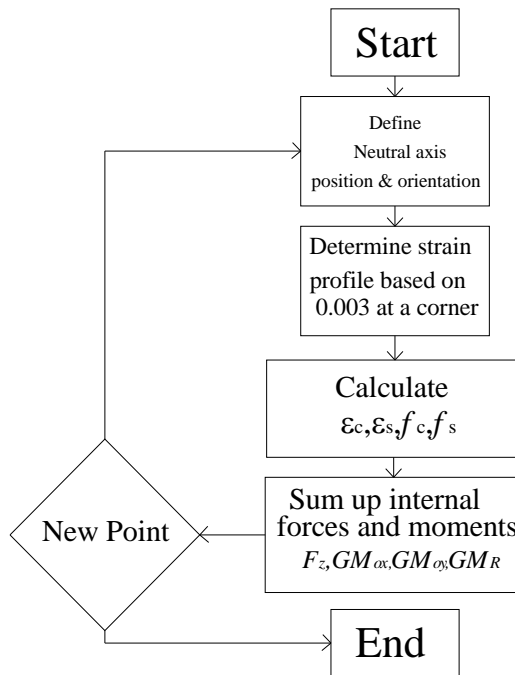 Start
Define
Neutral axis
position & orientation
Determine strain
profile based on
0.003 at a corner
Calculate
εc,εs,fc,fs
Sum up internal
forces and moments
Fz,GMox,GMoy,GMR
New Point
End